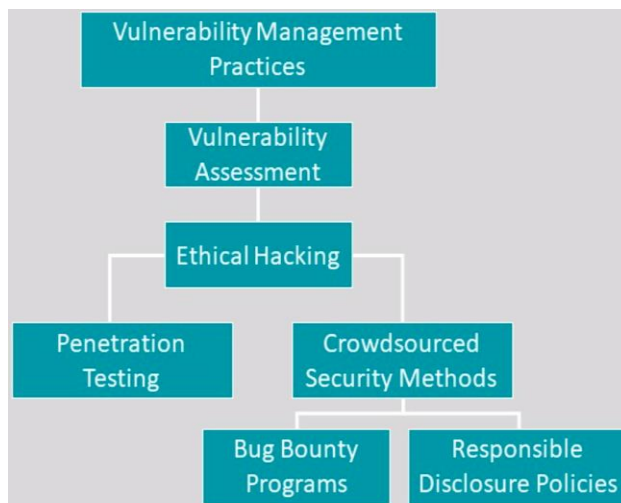 Vulnerability Management
Practices
Vulnerability
Assessment
Ethical Hacking
Penetration
Testing
Crowdsourced
Security Methods
Bug Bounty
Programs
Responsible
Disclosure Policies